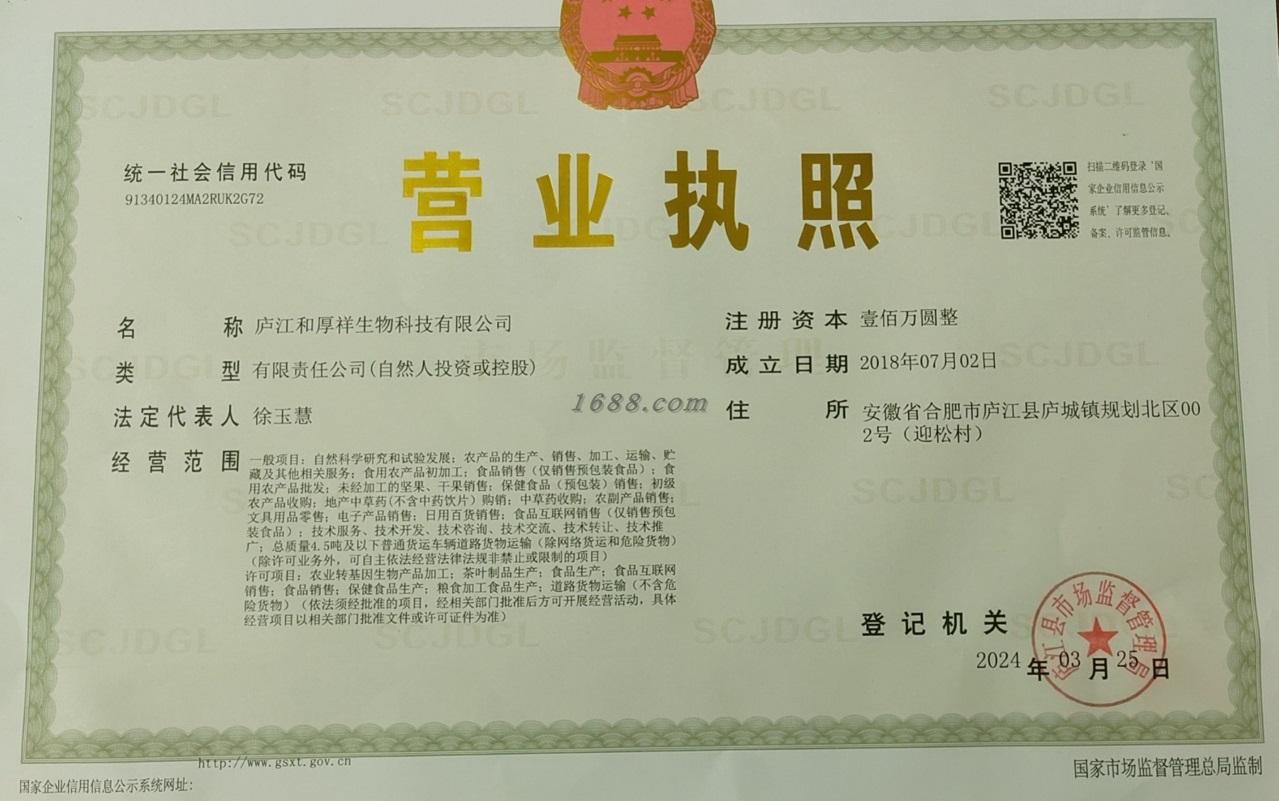 SCJDGL
统一社会信用代码
91340124MA2RUK2G72
营业执照
扫描二维码登录‘国
家企业信用信息公示
系统’了解更多登记、
备案、许可监管信息。
名称 庐江和厚祥生物科技有限公司
类型 有限责任公司(自然人投资或控股)
法定代表人 徐玉慧
经营范围
一般项目：自然科学研究和试验发展；农产品的生产、销售、加工、运输、贮
藏及其他相关服务；食用农产品初加工；食品销售（仅销售预包装食品）；食
用农产品批发；未经加工的坚果、干果销售；保健食品（预包装）销售；初级
农产品收购；地产中草药(不含中药饮片）购销；中草药收购；农副产品销售；
文具用品零售；电子产品销售；日用百货销售；食品互联网销售（仅销售预包
装食品）；技术服务、技术开发、技术咨询、技术交流、技术转让、技术推
广；总质量4.5吨及以下普通货运车辆道路货物运输（除网络货运和危险货物）
（除许可业务外，可自主依法经营法律法规非禁止或限制的项目）
许可项目：农业转基因生物产品加工；茶叶制品生产；食品生产；食品互联网
销售；食品销售；保健食品生产；粮食加工食品生产；道路货物运输（不含危
险货物）（依法须经批准的项目，经相关部门批准后方可开展经营活动，具体
经营项目以相关部门批准文件或许可证件为准）
注册资本 壹佰万圆整
成立日期 2018年07月02日
住所 安徽省合肥市庐江县庐城镇规划北区00
2号（迎松村）
市场监督管理
1688.com
登记机关
庐江县市场监督管理局
2024年03月25日
http://www.gsxt.gov.cn
国家企业信用信息公示系统网址：
国家市场监督管理总局监制